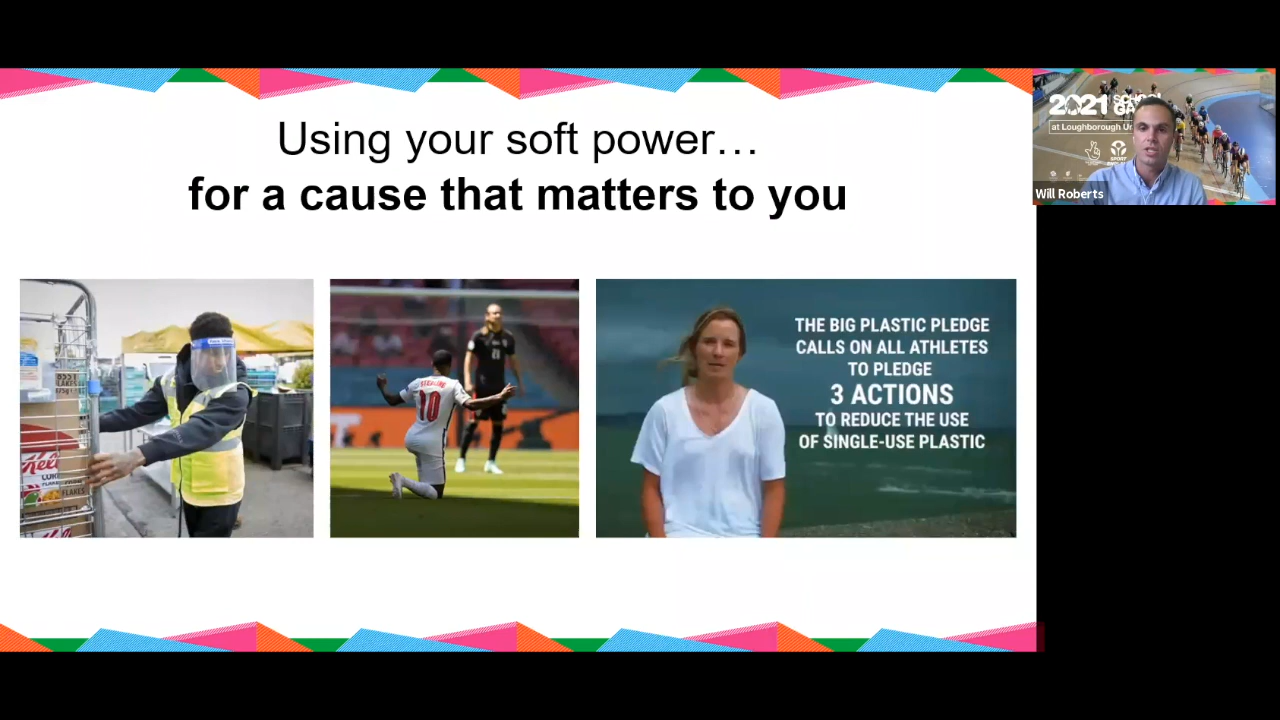 Using your soft power…
for a cause that matters to you
STERLING
10
THE BIG PLASTIC PLEDGE
CALLS ON ALL ATHLETES
TO PLEDGE
3 ACTIONS
TO REDUCE THE USE
OF SINGLE-USE PLASTIC
2021
at Loughborough
SPORT
Will Roberts